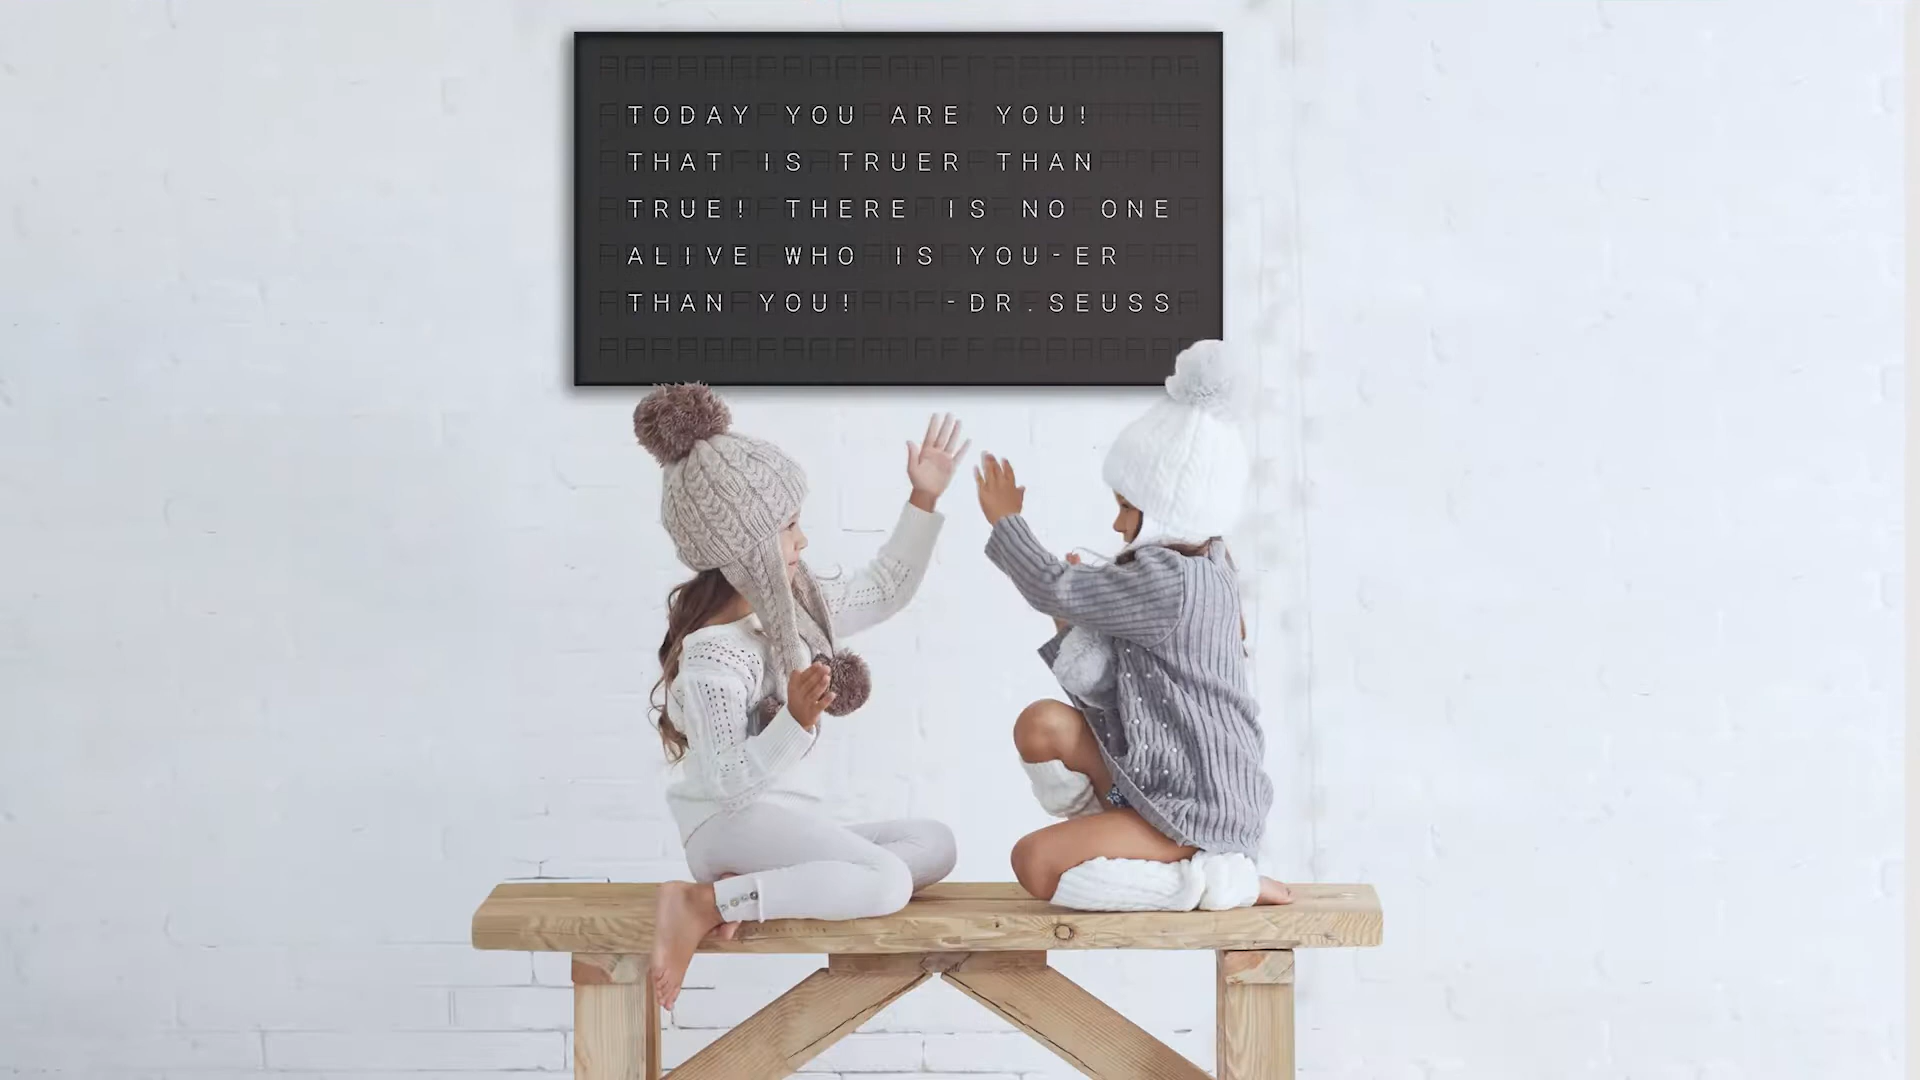 TODAY YOU ARE YOU!
THAT IS TRUER THAN
TRUE! THERE IS NO ONE
ALIVE WHO IS YOU-ER
THAN YOU! -DR.SEUSS